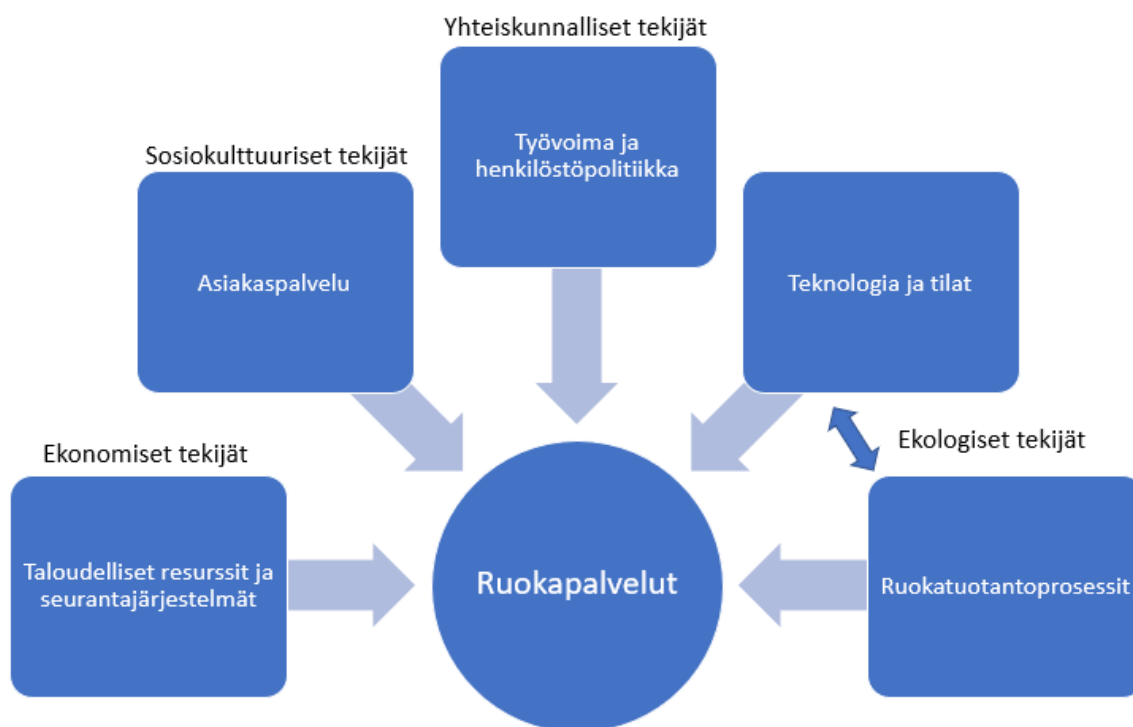 Yhteiskunnalliset tekijät
Työvoima ja
henkilöstöpolitiikka
Sosiokulttuuriset tekijät
Asiakaspalvelu
Teknologia ja tilat
Ekonomiset tekijät
Taloudelliset resurssit ja
seurantajärjestelmät
Ruokapalvelut
Ekologiset tekijät
Ruokatuotantoprosessit